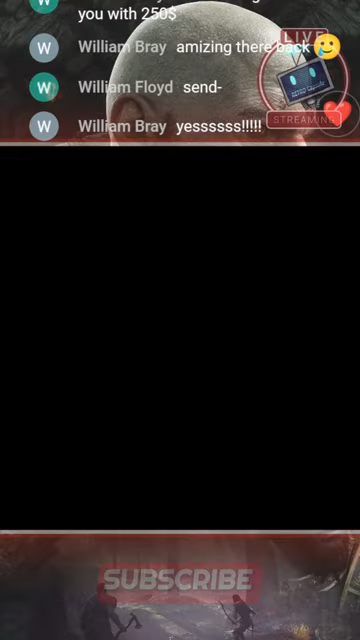 you with 250$
W William Bray amizing there back 🥲
LIVE
W William Floyd send-
STREAMING
W William Bray yessssss!!!!!
SUBSCRIBE